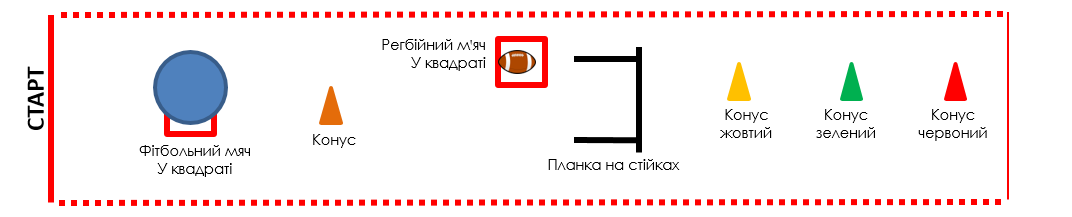 СТАРТ
Фітбольний мяч
У квадраті
Конус
Регбійний м'яч
У квадраті
Планка на стійках
Конус
жовтий
Конус
зелений
Конус
червоний